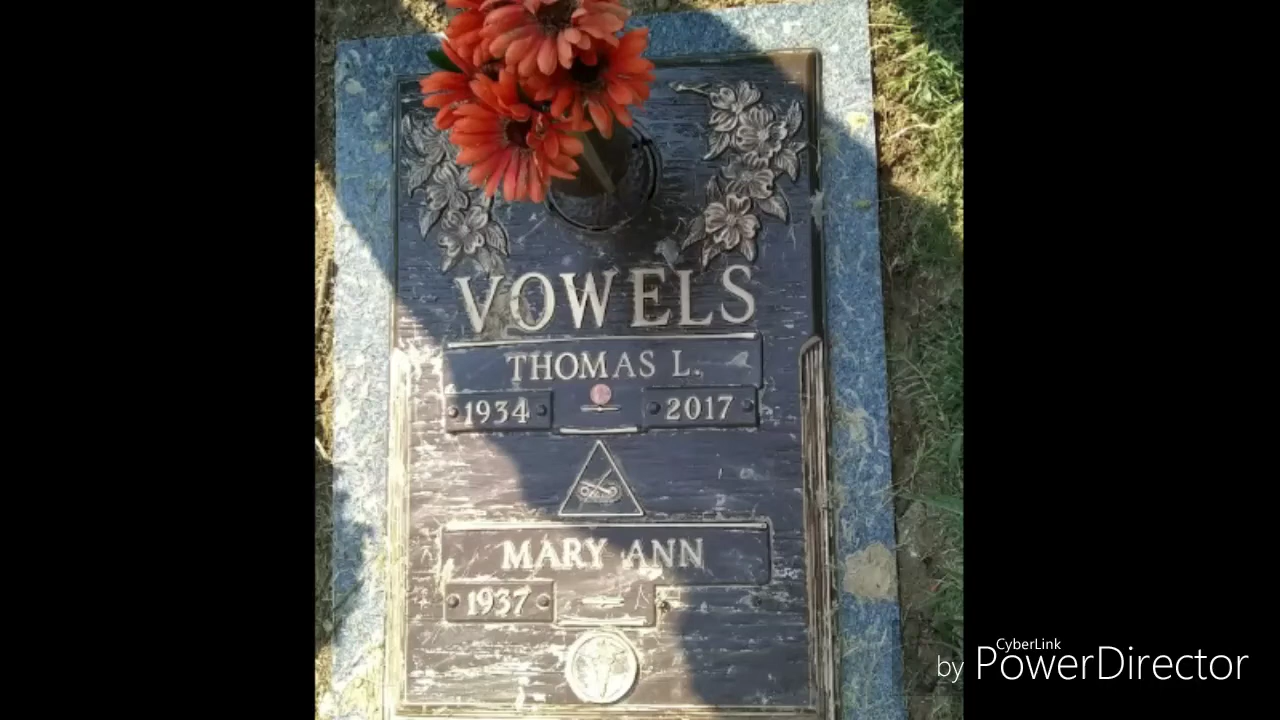 VOWELS
THOMAS L.
1934 2017
MARY ANN
1937
CyberLink
by PowerDirector